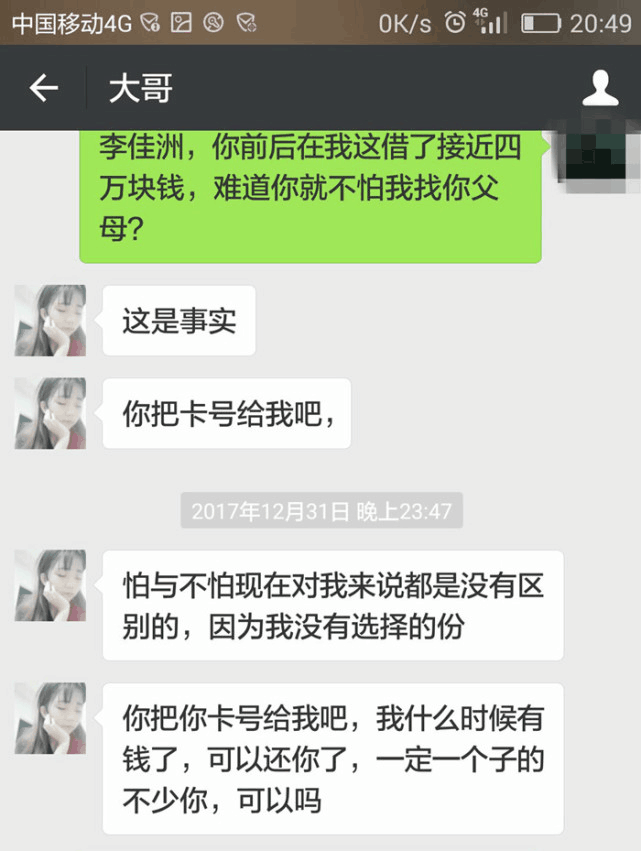 中国移动4G 0K/s 4G 20:49
大哥
李佳洲，你前后在我这借了接近四
万块钱，难道你就不怕我找你父
母？
这是事实
你把卡号给我吧，
2017年12月31日 晚上23:47
怕与不怕现在对我来说都是没有区
别的，因为我没有选择的份
你把你卡号给我吧，我什么时候有
钱了，可以还你了，一定一个子的
不少你，可以吗